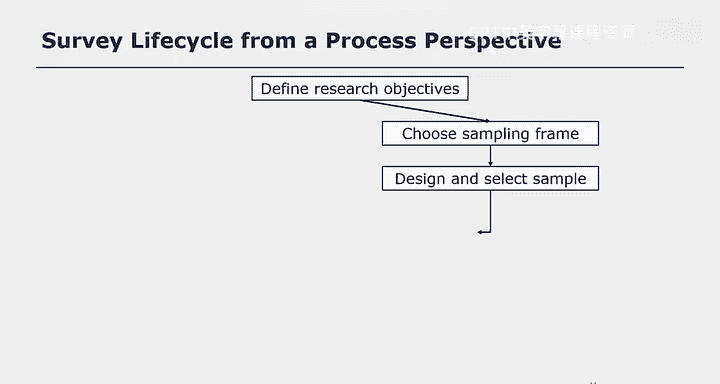 Survey Lifecycle from a Process Perspective
Define research objectives
Choose sampling frame
Design and select sample